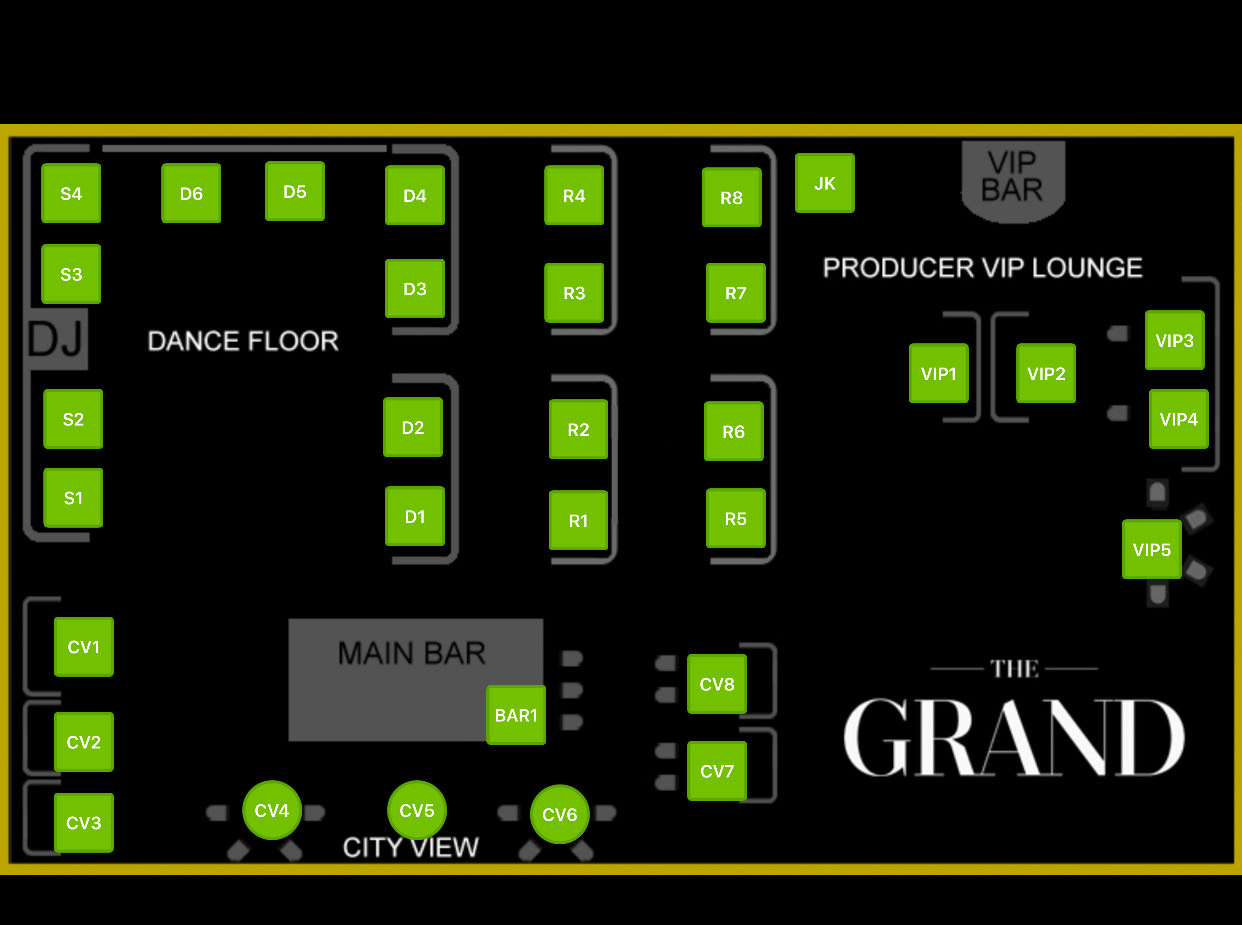 S4
D6
D5
D4
R4
R8
JK
VIP
BAR
S3
D3
R3
R7
PRODUCER VIP LOUNGE
DJ
DANCE FLOOR
VIP1
VIP2
VIP3
VIP4
S2
D2
R2
R6
S1
D1
R1
R5
VIP5
CV1
MAIN BAR
BAR1
CV8
THE
GRAND
CV2
CV7
CV3
CV4
CV5
CV6
CITY VIEW